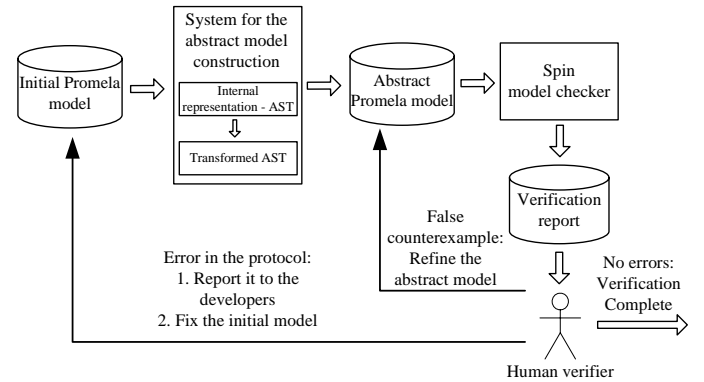 Initial Promela
model
System for the
abstract model
construction
Internal
representation - AST
Transformed AST
Abstract
Promela model
Spin
model checker
Verification
report
False
counterexample:
Refine the
abstract model
Error in the protocol:
1. Report it to the
developers
2. Fix the initial model
No errors:
Verification
Complete
Human verifier